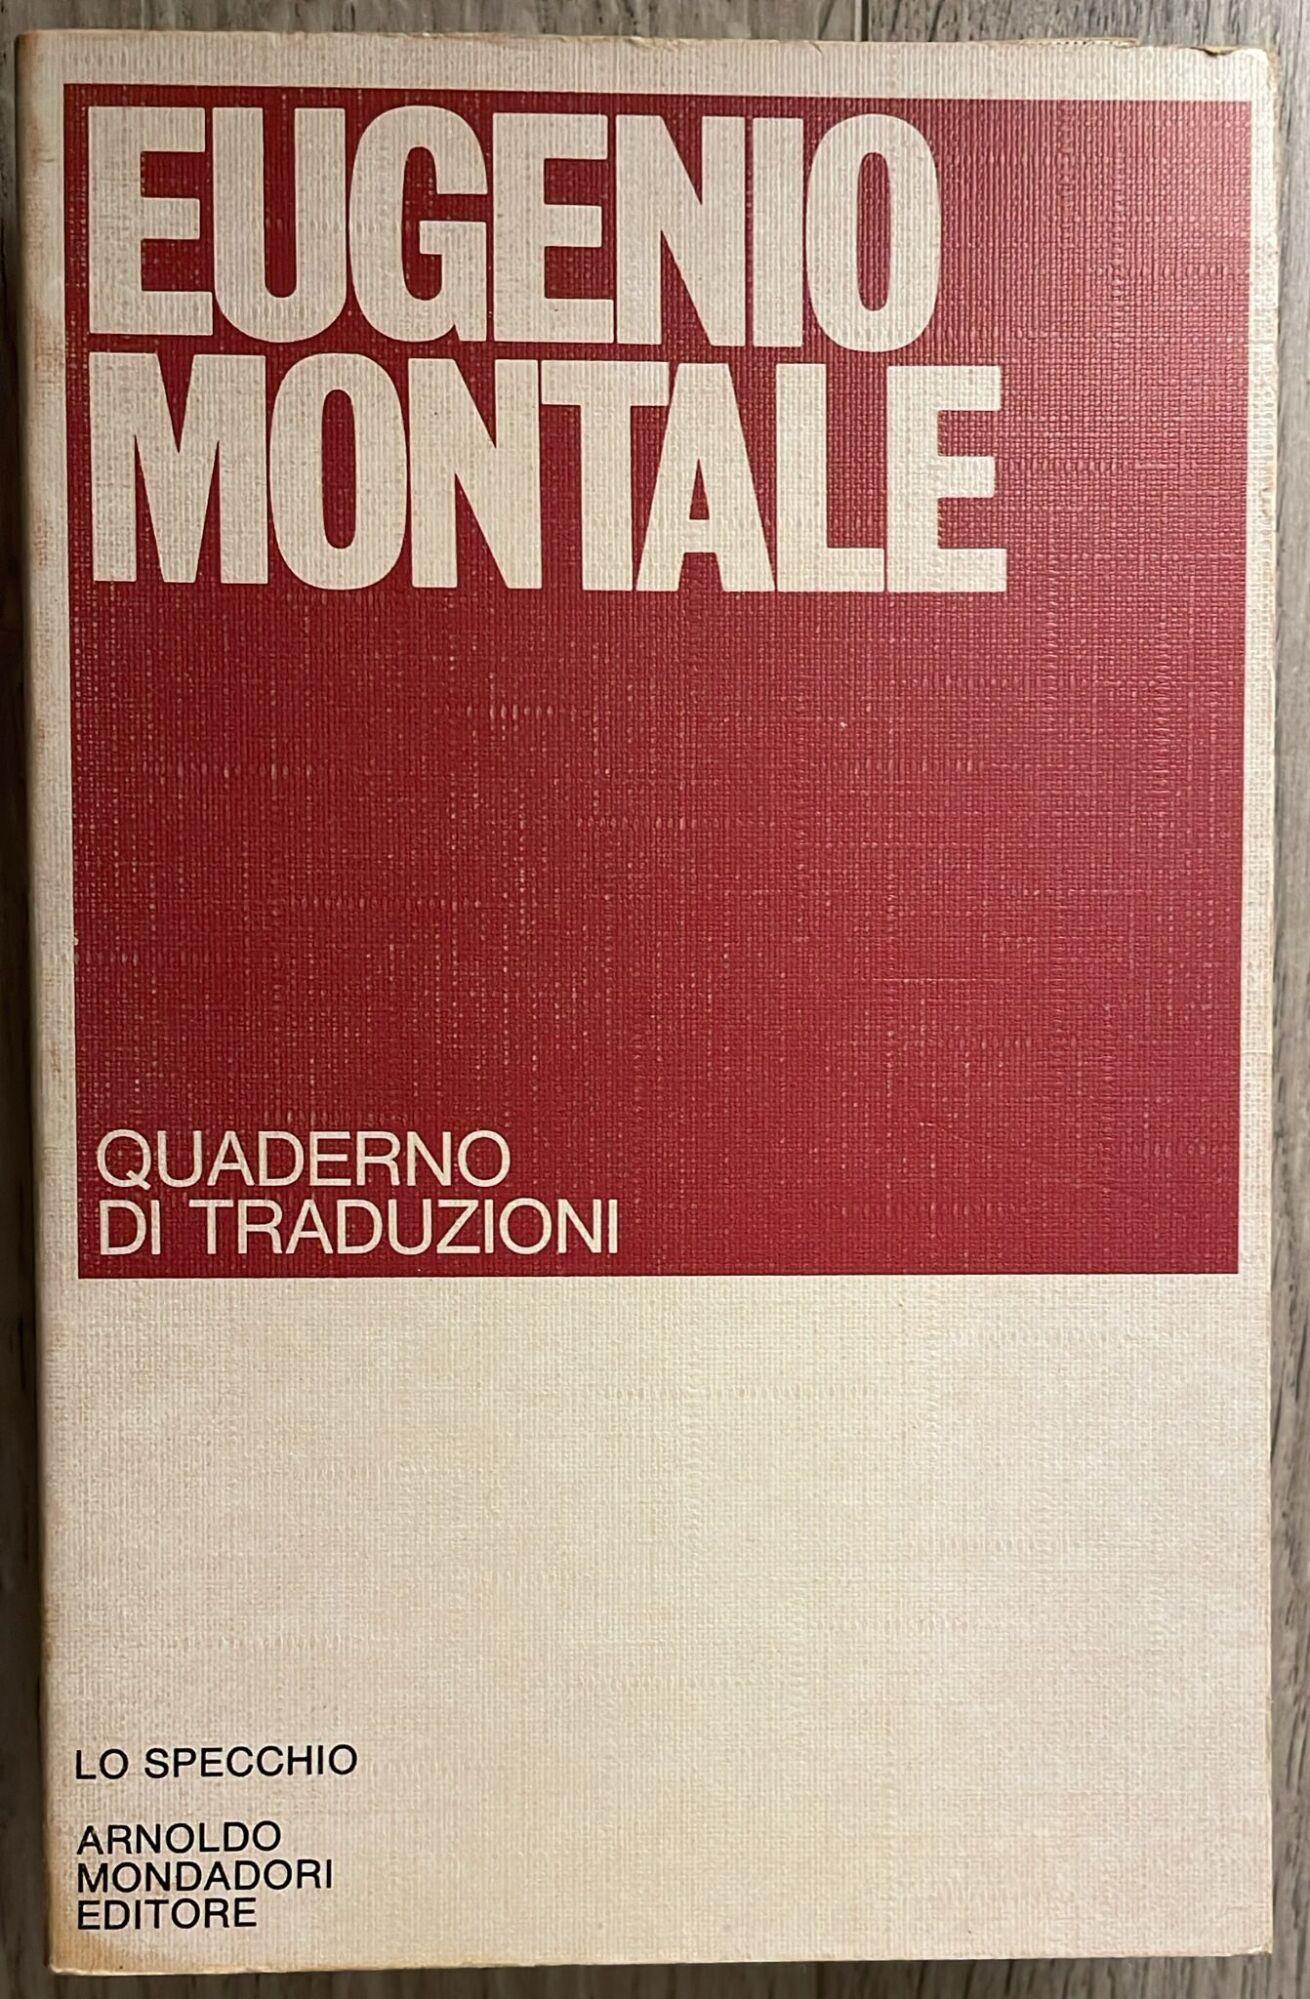 EUGENIO
MONTALE
QUADERNO
DI TRADUZIONI
LO SPECCHIO
ARNOLDO
MONDADORI
EDITORE